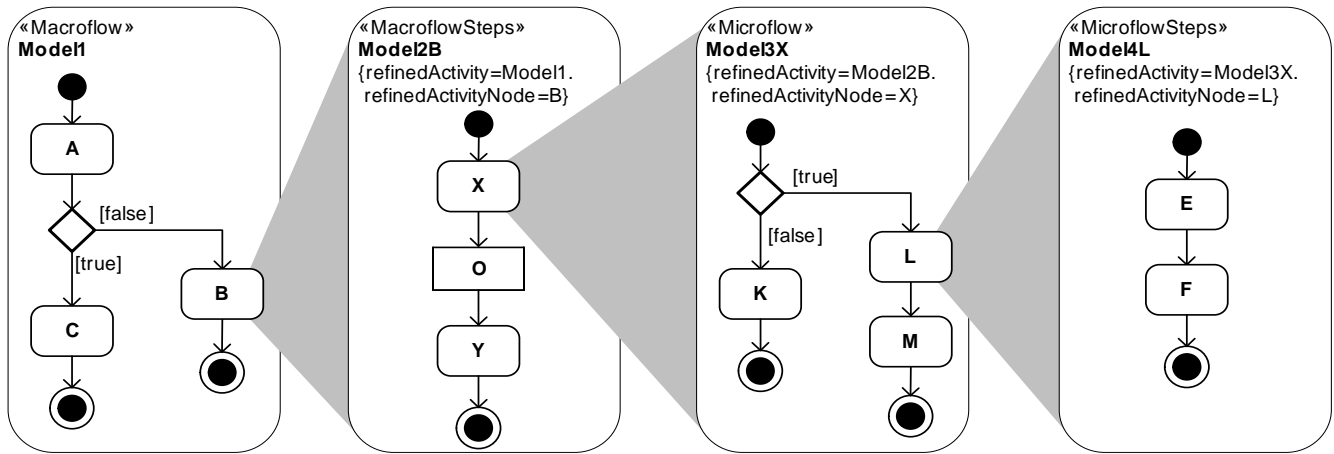 «Macroflow»
Model1
A
[false]
[true]
B
C
«MacroflowSteps»
Model2B
{refinedActivity=Model1.
refinedActivityNode=B}
X
O
Y
«Microflow»
Model3X
{refinedActivity=Model2B.
refinedActivityNode=X}
[true]
[false]
L
K
M
«MicroflowSteps»
Model4L
{refinedActivity=Model3X.
refinedActivityNode=L}
E
F